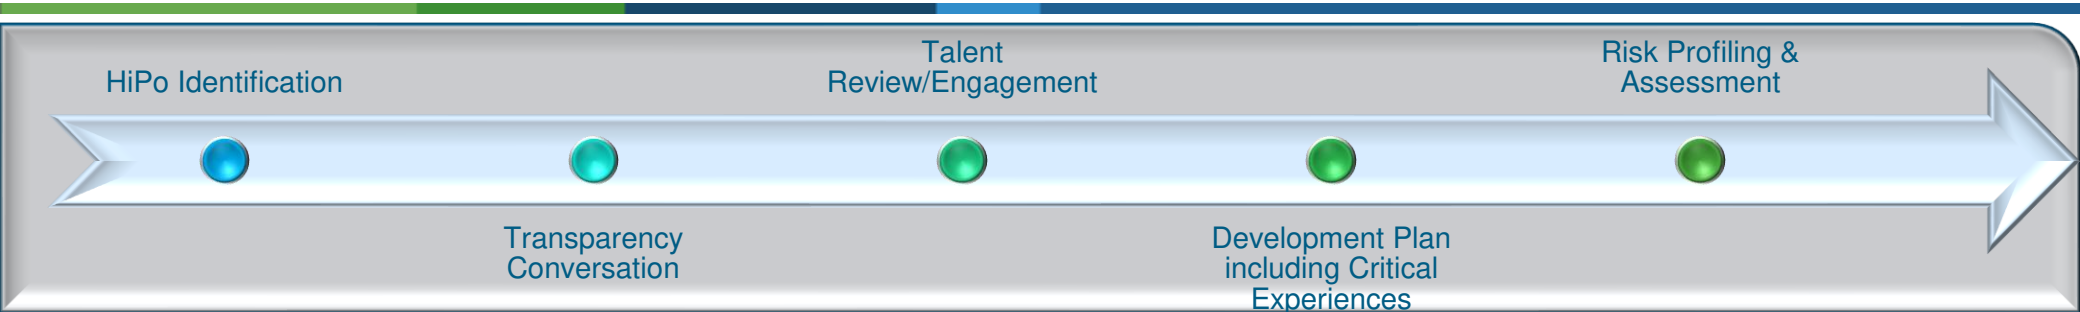 HiPo Identification
Transparency
Conversation
Talent
Review/Engagement
Development Plan
including Critical
Experiences
Risk Profiling &
Assessment